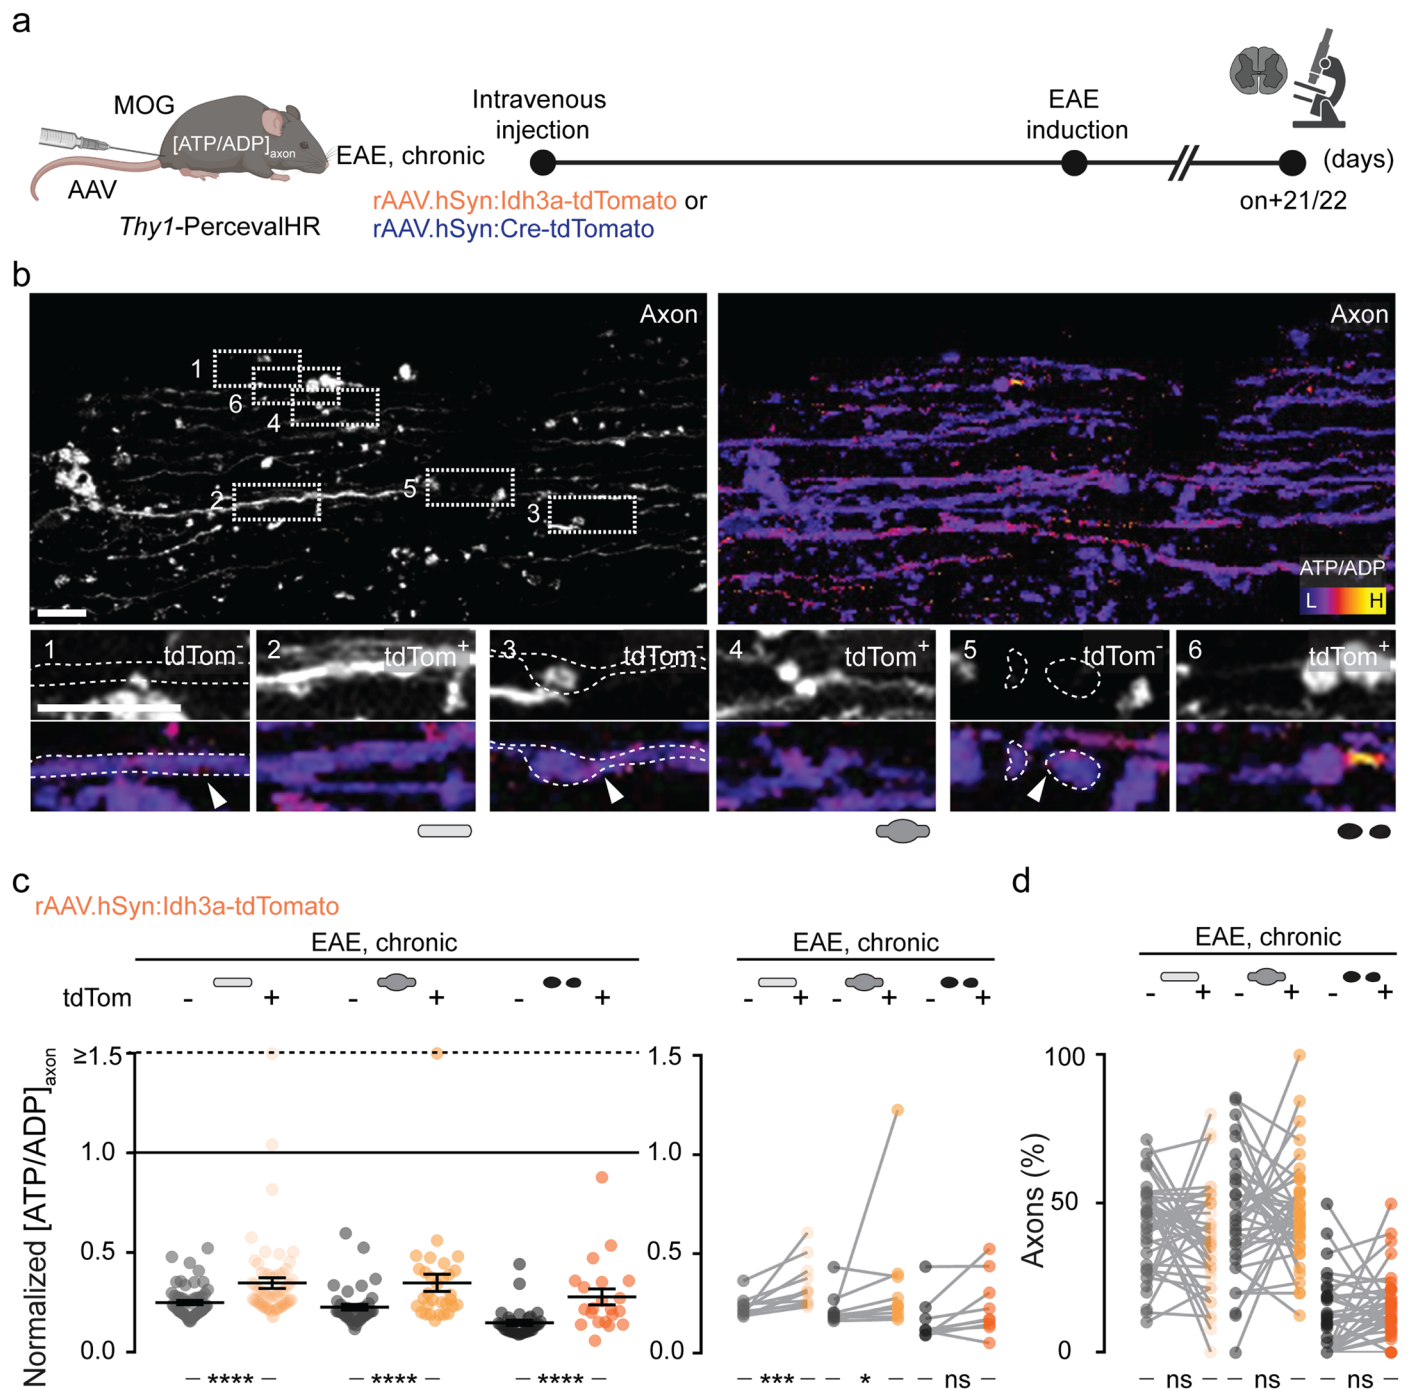 a
MOG
[ATP/ADP]axon
AAV
Thy1-PercevalHR
EAE, chronic
Intravenous
injection
EAE
induction
(days)
rAAV.hSyn:Idh3a-tdTomato or
rAAV.hSyn:Cre-tdTomato
on+21/22
b
Axon
1
6
4
2
5
3
Axon
ATP/ADP
L H
1 tdTom-
2 tdTom+
3 tdTom-
4 tdTom+
5 tdTom-
6 tdTom+
c
rAAV.hSyn:Idh3a-tdTomato
EAE, chronic
tdTom - + - + - +
Normalized [ATP/ADP]axon
≥1.5
1.0
0.5
0.0
**** **** ****
EAE, chronic
- + - + - +
1.5
1.0
0.5
0.0
*** * ns
d
EAE, chronic
- + - + - +
Axons (%)
100
50
0
ns ns ns